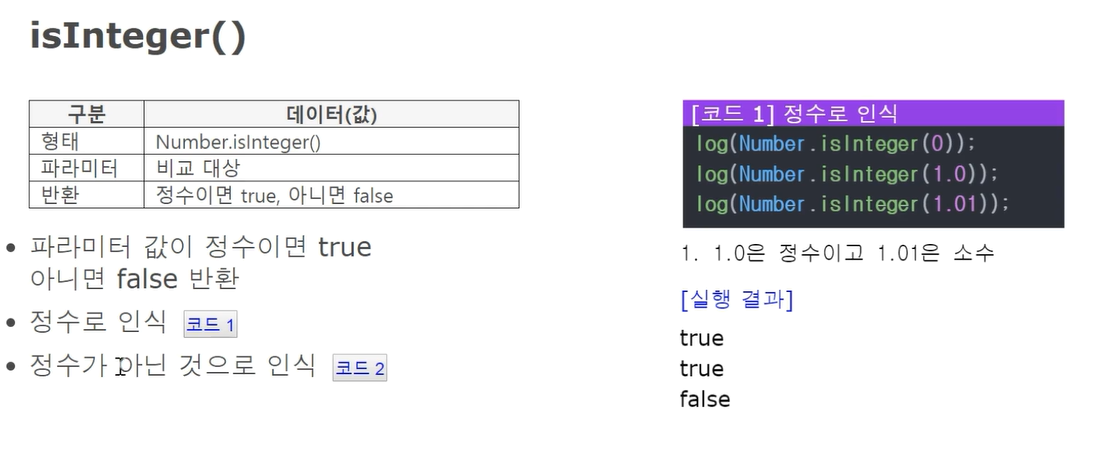 isInteger()
구분 데이터(값)
형태 Number.isInteger()
파라미터 비교 대상
반환 정수이면 true, 아니면 false
• 파라미터 값이 정수이면 true
아니면 false 반환
• 정수로 인식 코드 1
• 정수가 아닌 것으로 인식 코드 2
[코드 1] 정수로 인식
log(Number.isInteger(0));
log(Number.isInteger(1.0));
log(Number.isInteger(1.01));
1. 1.0은 정수이고 1.01은 소수
[실행 결과]
true
true
false